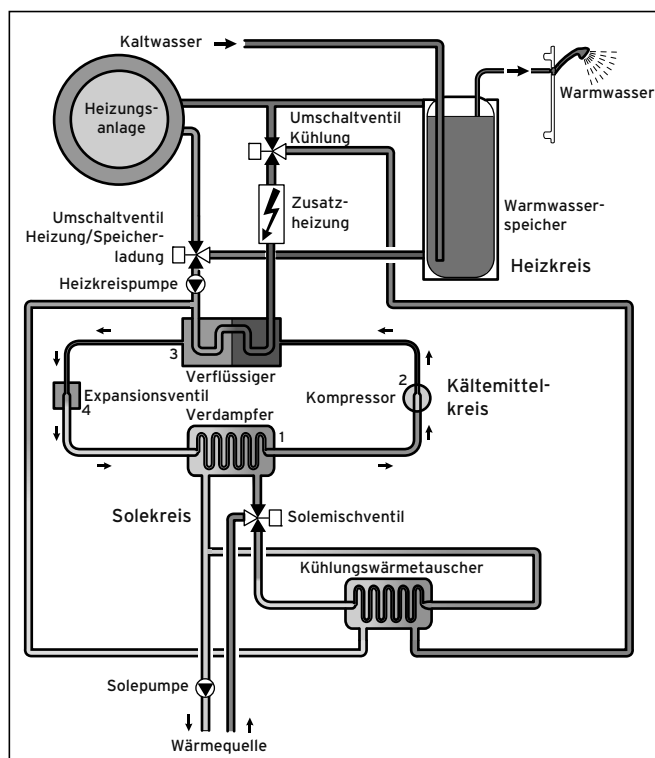 Kaltwasser
Warmwasser
Heizungs-
anlage
Umschaltventil
Kühlung
Zusatz-
heizung
Warmwasser-
speicher
Umschaltventil
Heizung/Speicher-
ladung
Heizkreis
Heizkreispumpe
3
Verflüssiger
2
Expansionsventil
4
Kompressor
Kältemittel-
kreis
Verdampfer
1
Solekreis
Solemischventil
Kühlungswärmetauscher
Solepumpe
Wärmequelle